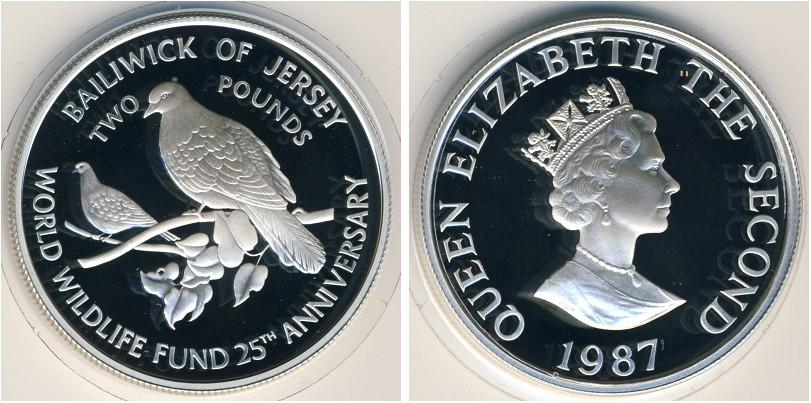 BAILIWICK OF JERSEY
TWO POUNDS
WORLD WILDLIFE FUND 25TH ANNIVERSARY
QUEEN ELIZABETH THE SECOND
1987